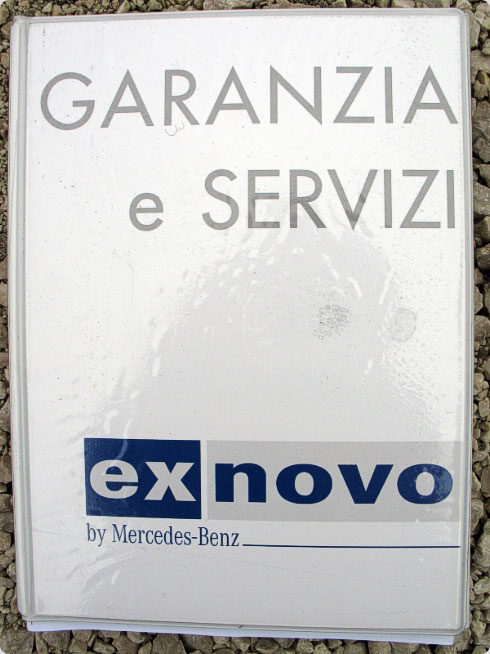 GARANZIA
e SERVIZI
exnovo
by Mercedes-Benz